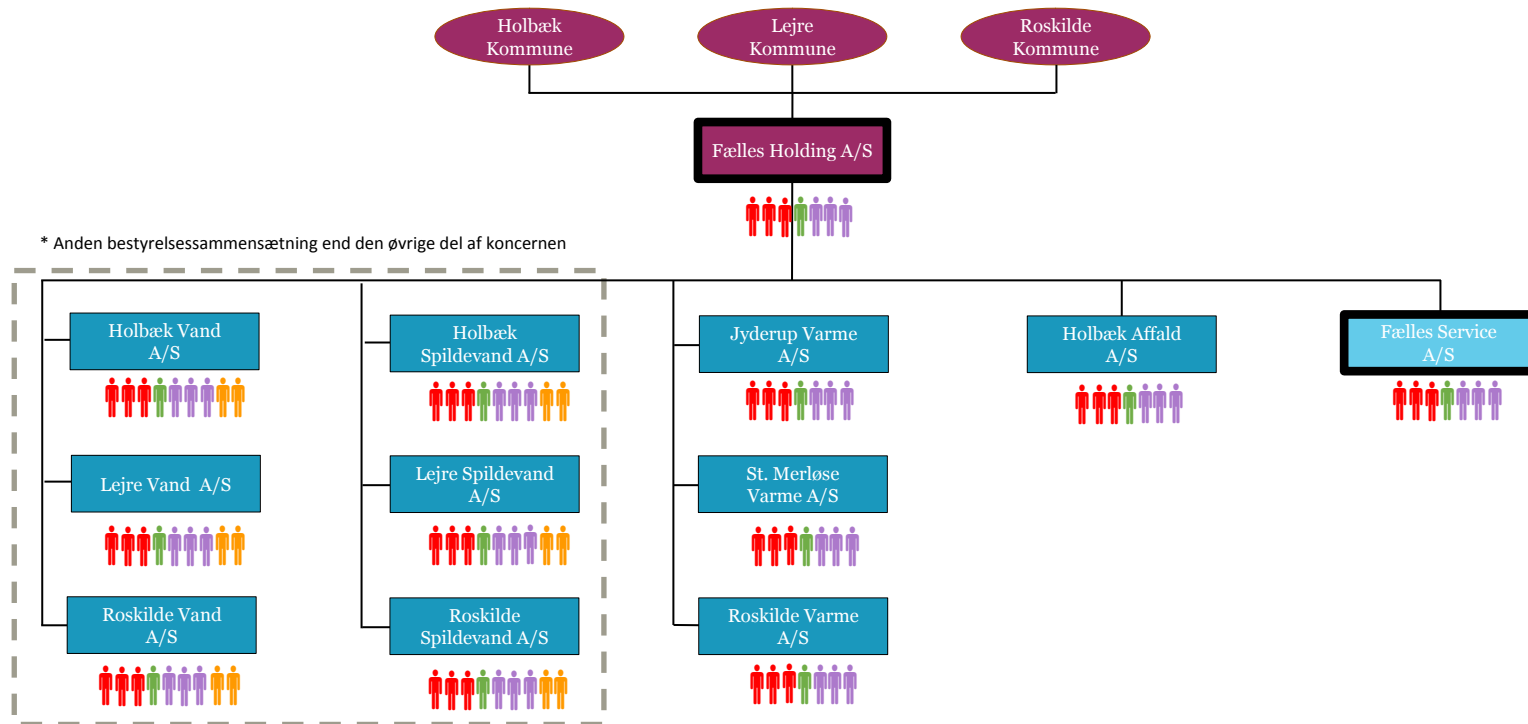 Holbæk
Kommune
Lejre
Kommune
Roskilde
Kommune
Fælles Holding A/S
* Anden bestyrelsessammensætning end den øvrige del af koncernen
Holbæk Vand
A/S
Holbæk
Spildevand A/S
Jyderup Varme
A/S
Holbæk Affald
A/S
Fælles Service
A/S
Lejre Vand A/S
Lejre Spildevand
A/S
St. Merløse
Varme A/S
Roskilde Vand
A/S
Roskilde
Spildevand A/S
Roskilde Varme
A/S